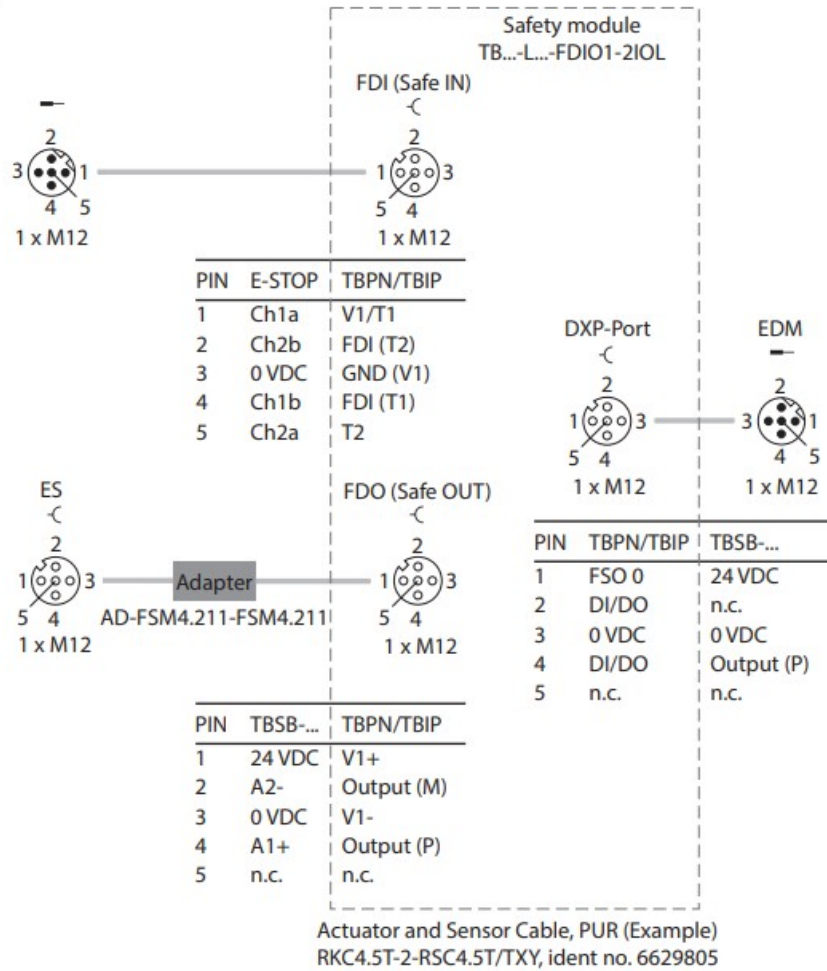 Safety module
TB...-L...-FDIO1-2IOL
FDI (Safe IN)
2
3 1
4 5
1 x M12
2
1 3
5 4
1 x M12
PIN E-STOP TBPN/TBIP
1 Ch1a V1/T1
2 Ch2b FDI (T2)
3 0 VDC GND (V1)
4 Ch1b FDI (T1)
5 Ch2a T2
DXP-Port EDM
2
1 3
5 4
1 x M12
2
3 1
4 5
1 x M12
PIN TBPN/TBIP TBSB-...
1 FSO 0 24 VDC
2 DI/DO n.c.
3 0 VDC 0 VDC
4 DI/DO Output (P)
5 n.c. n.c.
ES
2
1 3
5 4
1 x M12
Adapter
AD-FSM4.211-FSM4.211
FDO (Safe OUT)
2
1 3
5 4
1 x M12
PIN TBSB-... TBPN/TBIP
1 24 VDC V1+
2 A2- Output (M)
3 0 VDC V1-
4 A1+ Output (P)
5 n.c. n.c.
Actuator and Sensor Cable, PUR (Example)
RKC4.5T-2-RSC4.5T/TXY, ident no. 6629805